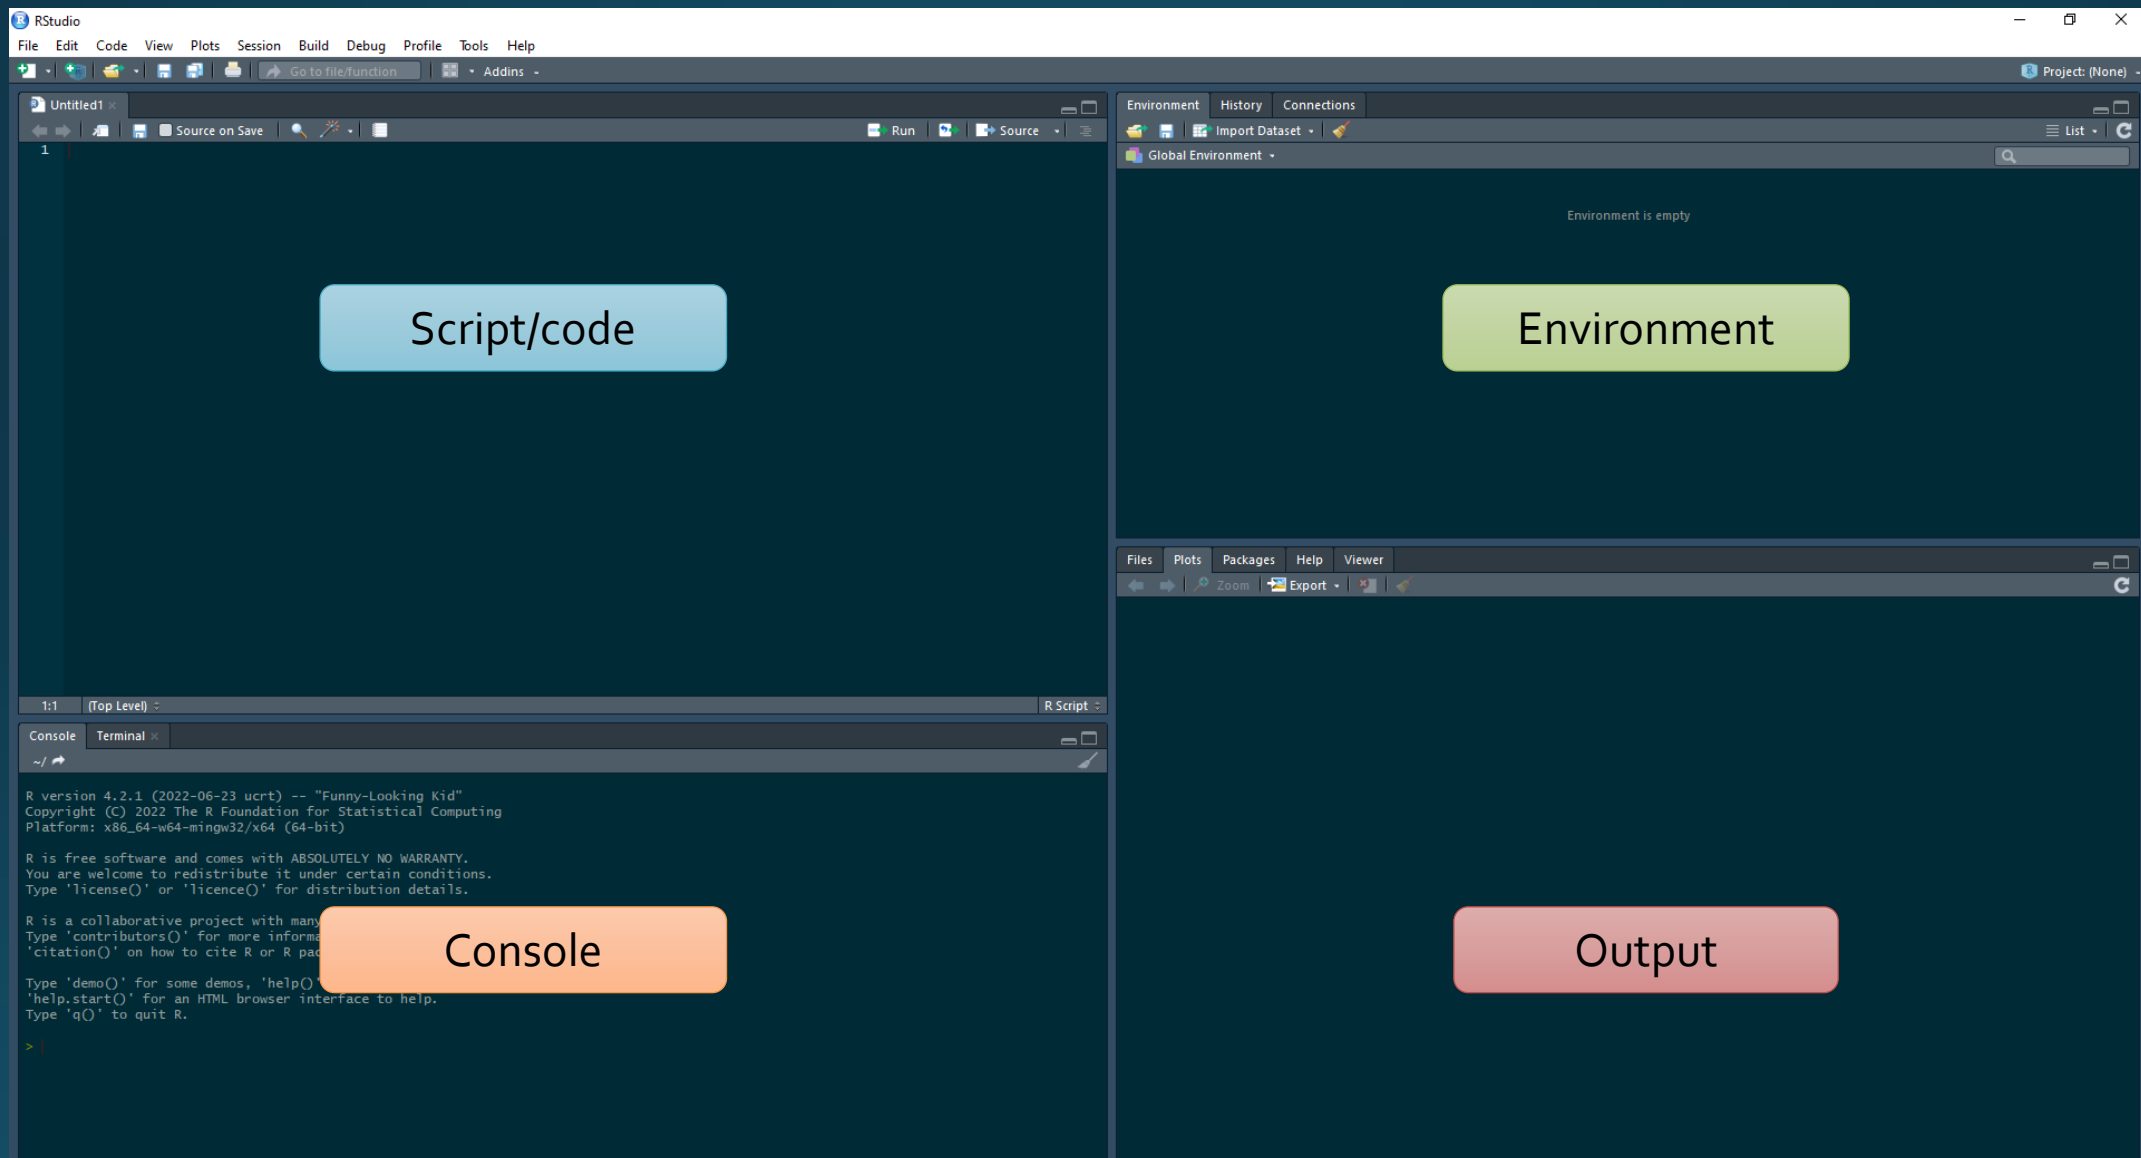 RStudio
File Edit Code View Plots Session Build Debug Profile Tools Help
Go to file/function Addins Project: (None)
Untitled1
Source on Save Run Source
1
Script/code
1:1 (Top Level) R Script
Console Terminal
~/
R version 4.2.1 (2022-06-23 ucrt) -- "Funny-Looking Kid"
Copyright (C) 2022 The R Foundation for Statistical Computing
Platform: x86_64-w64-mingw32/x64 (64-bit)
R is free software and comes with ABSOLUTELY NO WARRANTY.
You are welcome to redistribute it under certain conditions.
Type 'license()' or 'licence()' for distribution details.
R is a collaborative project with many
Type 'contributors()' for more
'citation()' on how to cite R or R
Type 'demo()' for some demos, 'help()'
'help.start()' for an HTML browser interface to help.
Type 'q()' to quit R.
>
Console
Environment History Connections
Import Dataset List
Global Environment
Environment is empty
Environment
Files Plots Packages Help Viewer
Zoom Export
Output